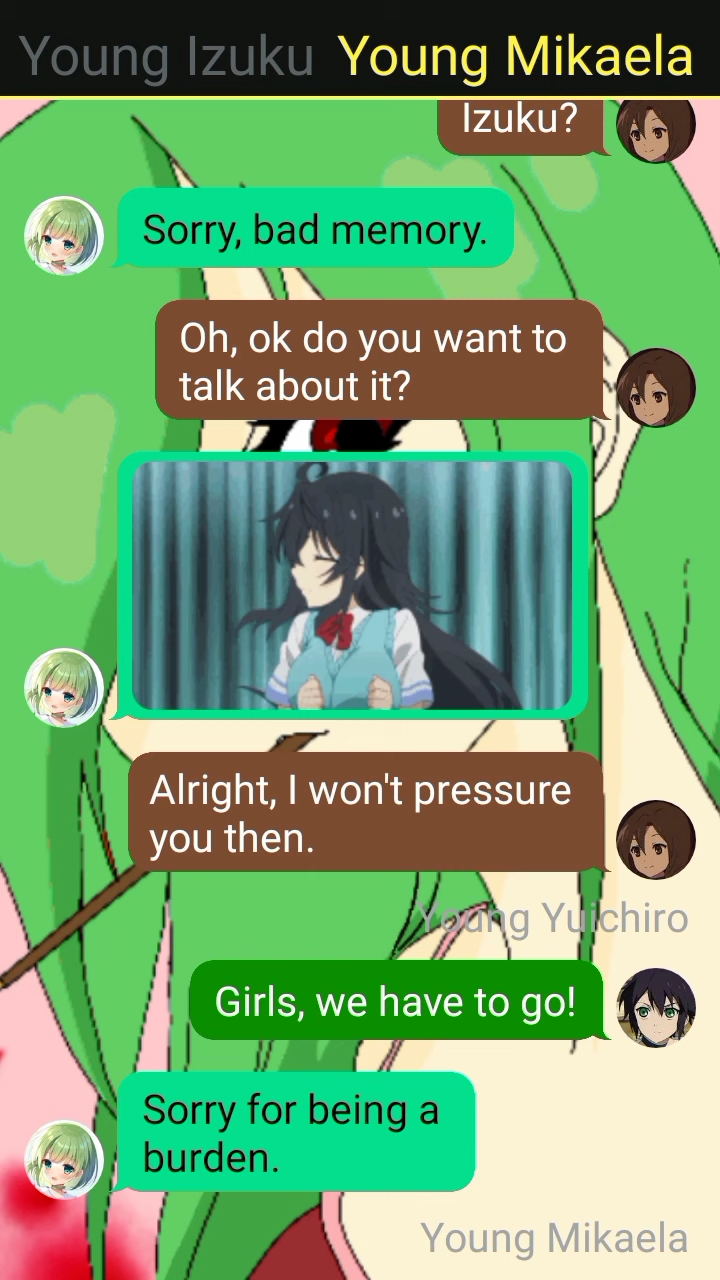 Young Izuku Young Mikaela
Izuku?
Sorry, bad memory.
Oh, ok do you want to
talk about it?
Alright, I won't pressure
you then.
Young Yuichiro
Girls, we have to go!
Sorry for being a
burden.
Young Mikaela